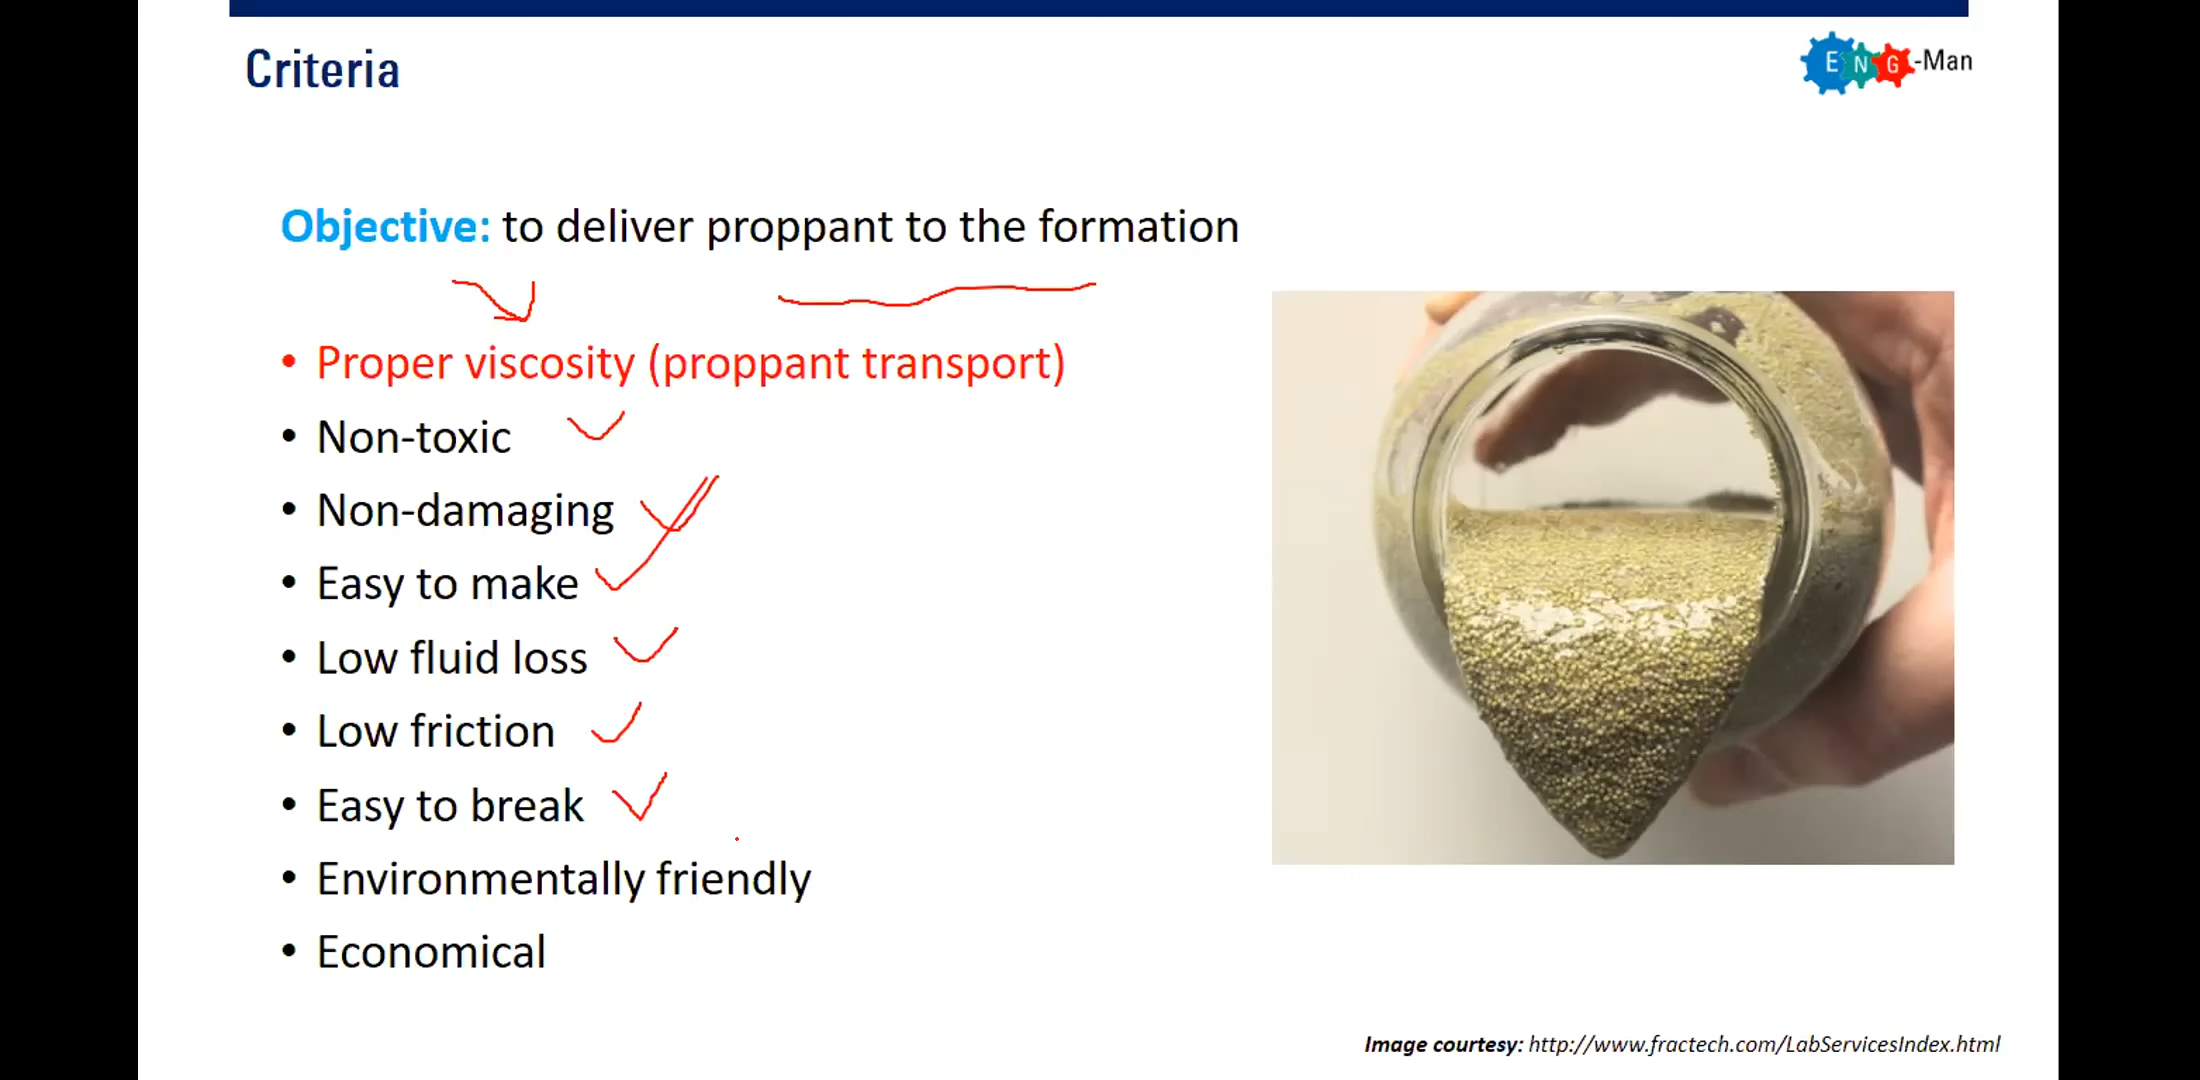 Criteria
E N G -Man
Objective: to deliver proppant to the formation
• Proper viscosity (proppant transport)
• Non-toxic
• Non-damaging
• Easy to make
• Low fluid loss
• Low friction
• Easy to break
• Environmentally friendly
• Economical
Image courtesy: http://www.fractech.com/LabServicesIndex.html